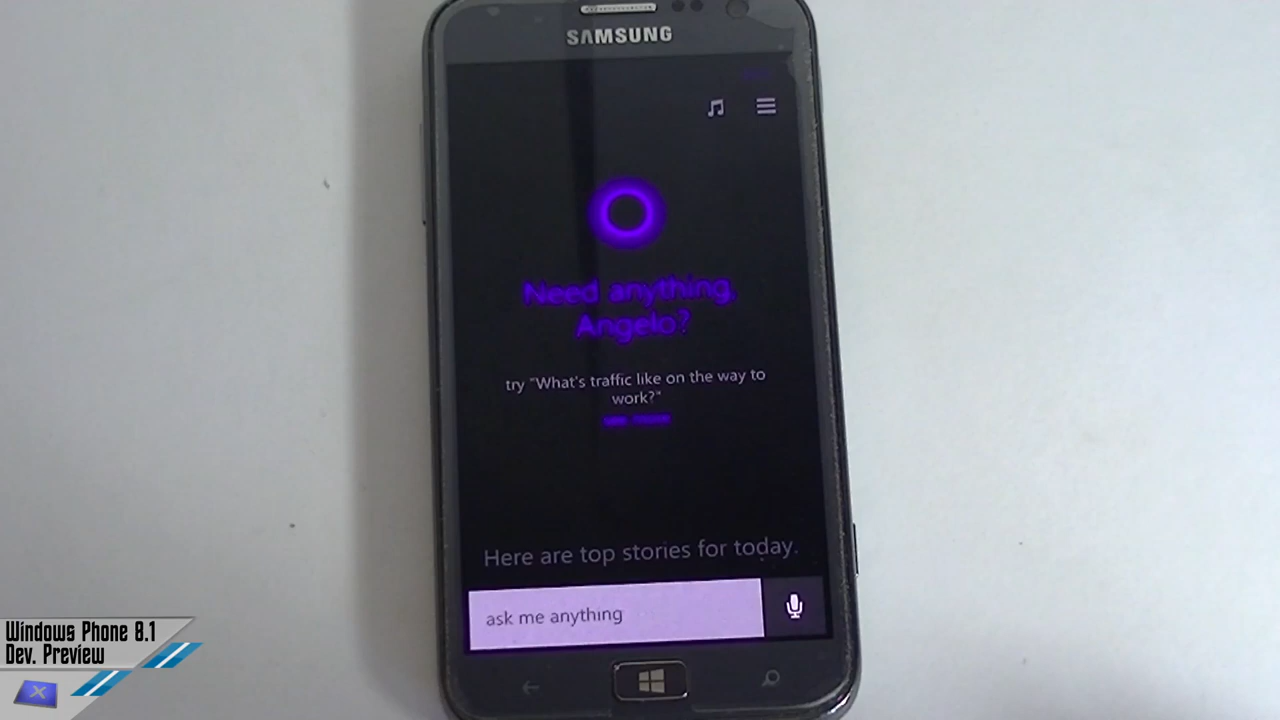 SAMSUNG
Need anything,
Angelo?
try "What's traffic like on the way to
work?"
Here are top stories for today.
ask me anything
Windows Phone 8.1
Dev. Preview